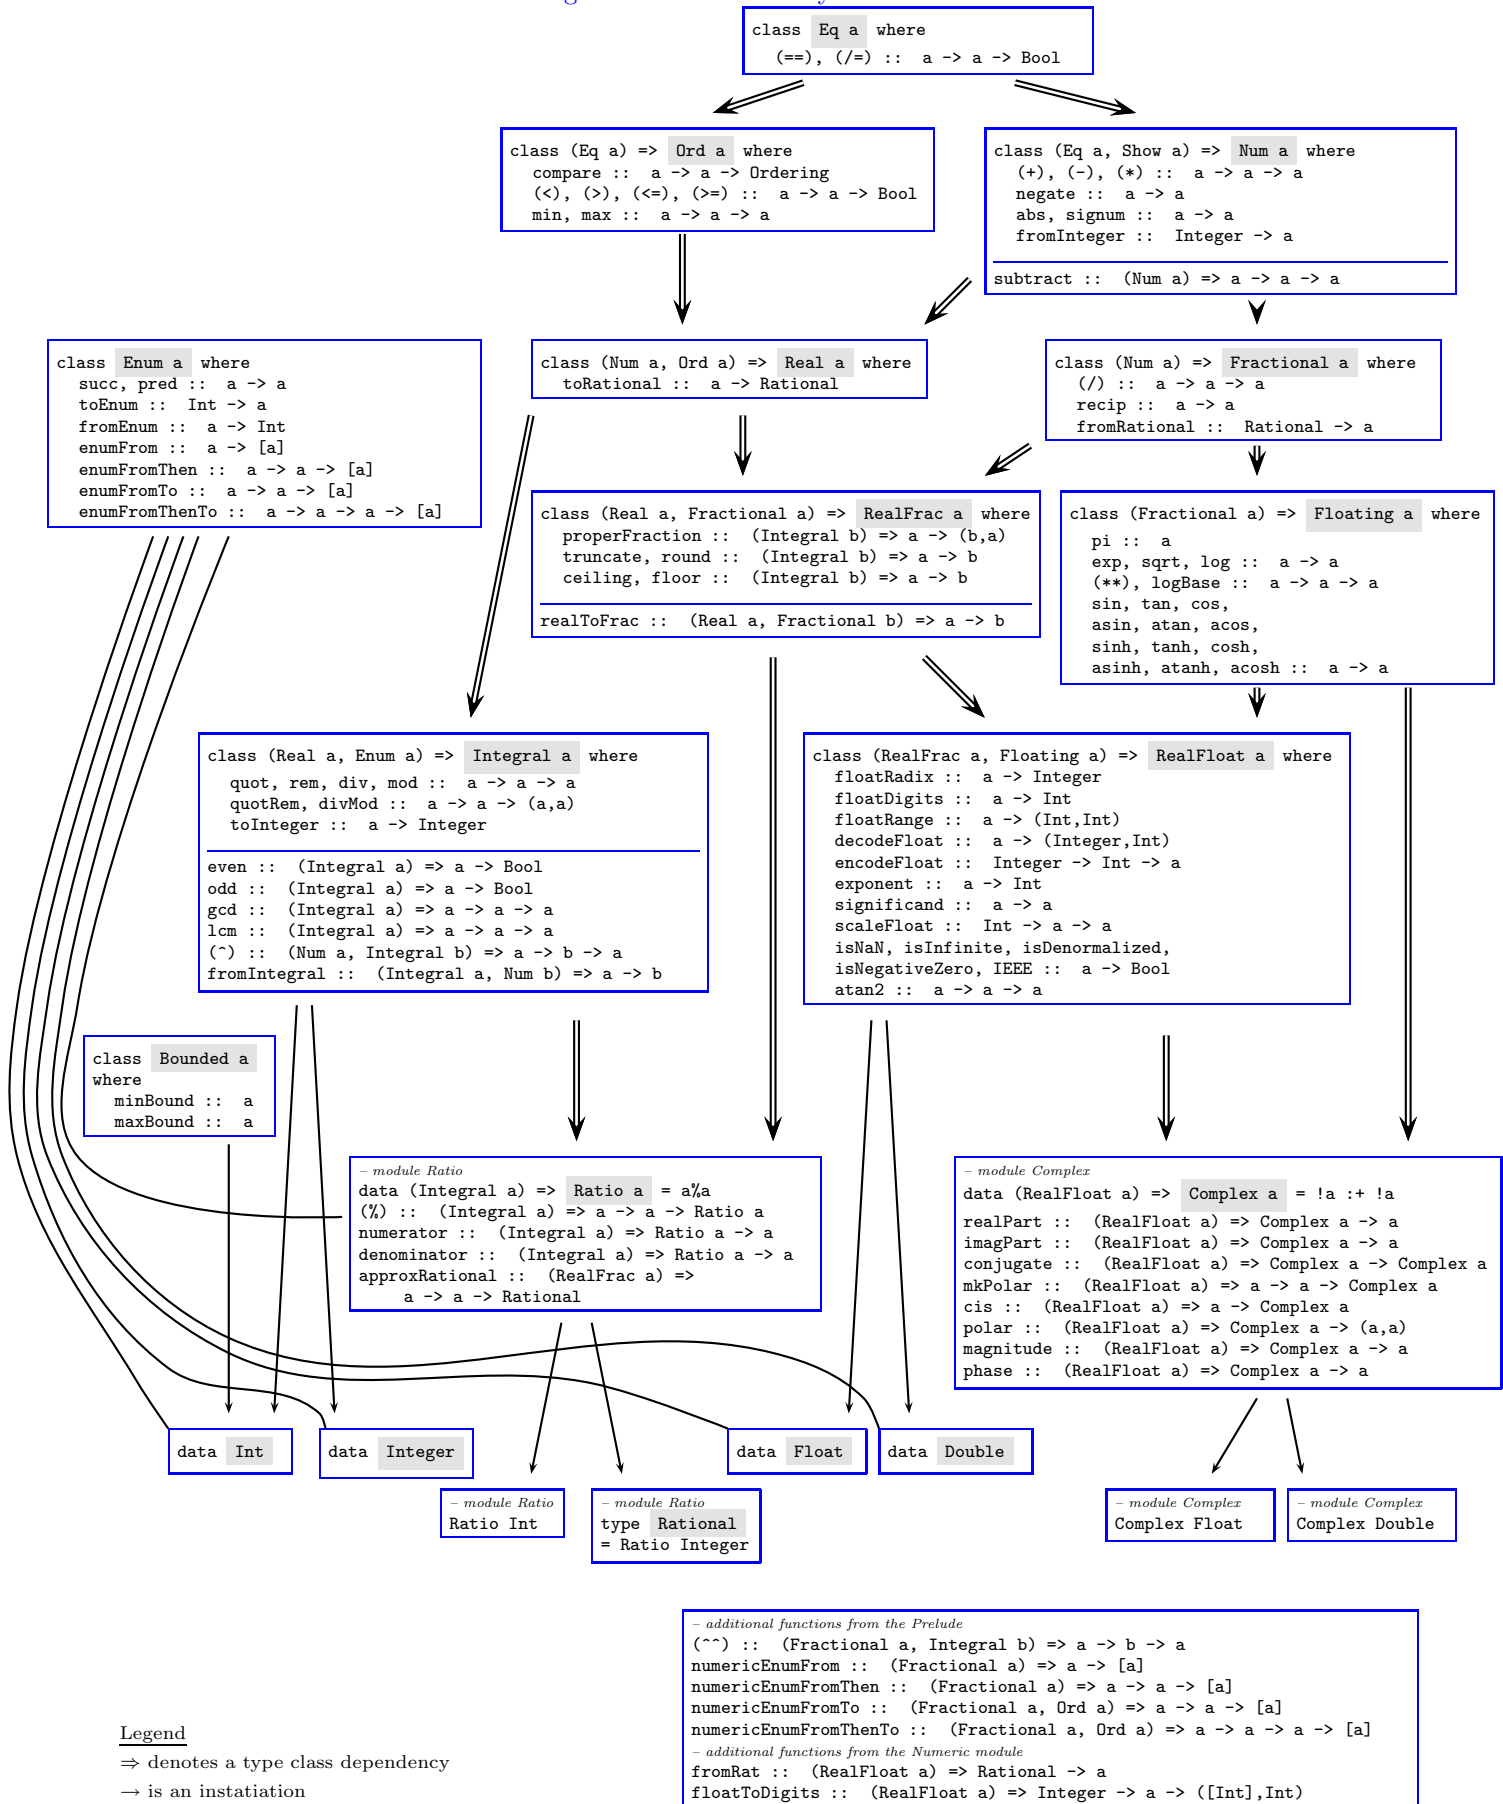 class Eq a where
(==), (/=) :: a -> a -> Bool
class (Eq a) => Ord a where
compare :: a -> a -> Ordering
(<), (>), (<=), (>=) :: a -> a -> Bool
min, max :: a -> a -> a
class (Eq a, Show a) => Num a where
(+), (-), (*) :: a -> a -> a
negate :: a -> a
abs, signum :: a -> a
fromInteger :: Integer -> a
subtract :: (Num a) => a -> a -> a
class Enum a where
succ, pred :: a -> a
toEnum :: Int -> a
fromEnum :: a -> Int
enumFrom :: a -> [a]
enumFromThen :: a -> a -> [a]
enumFromTo :: a -> a -> [a]
enumFromThenTo :: a -> a -> a -> [a]
class (Num a, Ord a) => Real a where
toRational :: a -> Rational
class (Num a) => Fractional a where
(/) :: a -> a -> a
recip :: a -> a
fromRational :: Rational -> a
class (Real a, Fractional a) => RealFrac a where
properFraction :: (Integral b) => a -> (b,a)
truncate, round :: (Integral b) => a -> b
ceiling, floor :: (Integral b) => a -> b
realToFrac :: (Real a, Fractional b) => a -> b
class (Fractional a) => Floating a where
pi :: a
exp, sqrt, log :: a -> a
(**), logBase :: a -> a -> a
sin, tan, cos,
asin, atan, acos,
sinh, tanh, cosh,
asinh, atanh, acosh :: a -> a
class (Real a, Enum a) => Integral a where
quot, rem, div, mod :: a -> a -> a
quotRem, divMod :: a -> a -> (a,a)
toInteger :: a -> Integer
even :: (Integral a) => a -> Bool
odd :: (Integral a) => a -> Bool
gcd :: (Integral a) => a -> a -> a
lcm :: (Integral a) => a -> a -> a
(^) :: (Num a, Integral b) => a -> b -> a
fromIntegral :: (Integral a, Num b) => a -> b
class (RealFrac a, Floating a) => RealFloat a where
floatRadix :: a -> Integer
floatDigits :: a -> Int
floatRange :: a -> (Int,Int)
decodeFloat :: a -> (Integer,Int)
encodeFloat :: Integer -> Int -> a
exponent :: a -> Int
significand :: a -> a
scaleFloat :: Int -> a -> a
isNaN, isInfinite, isDenormalized,
isNegativeZero, IEEE :: a -> Bool
atan2 :: a -> a -> a
class Bounded a
where
minBound :: a
maxBound :: a
– module Ratio
data (Integral a) => Ratio a = a%a
(%) :: (Integral a) => a -> a -> Ratio a
numerator :: (Integral a) => Ratio a -> a
denominator :: (Integral a) => Ratio a -> a
approxRational :: (RealFrac a) =>
a -> a -> Rational
– module Complex
data (RealFloat a) => Complex a = !a :+ !a
realPart :: (RealFloat a) => Complex a -> a
imagPart :: (RealFloat a) => Complex a -> a
conjugate :: (RealFloat a) => Complex a -> Complex a
mkPolar :: (RealFloat a) => a -> a -> Complex a
cis :: (RealFloat a) => a -> Complex a
polar :: (RealFloat a) => Complex a -> (a,a)
magnitude :: (RealFloat a) => Complex a -> a
phase :: (RealFloat a) => Complex a -> a
data Int
data Integer
data Float
data Double
– module Ratio
Ratio Int
– module Ratio
type Rational
= Ratio Integer
– module Complex
Complex Float
– module Complex
Complex Double
– additional functions from the Prelude
(^^) :: (Fractional a, Integral b) => a -> b -> a
numericEnumFrom :: (Fractional a) => a -> [a]
numericEnumFromThen :: (Fractional a) => a -> a -> [a]
numericEnumFromTo :: (Fractional a, Ord a) => a -> a -> [a]
numericEnumFromThenTo :: (Fractional a, Ord a) => a -> a -> a -> [a]
– additional functions from the Numeric module
fromRat :: (RealFloat a) => Rational -> a
floatToDigits :: (RealFloat a) => Integer -> a -> ([Int],Int)
Legend
⇒ denotes a type class dependency
→ is an instatiation